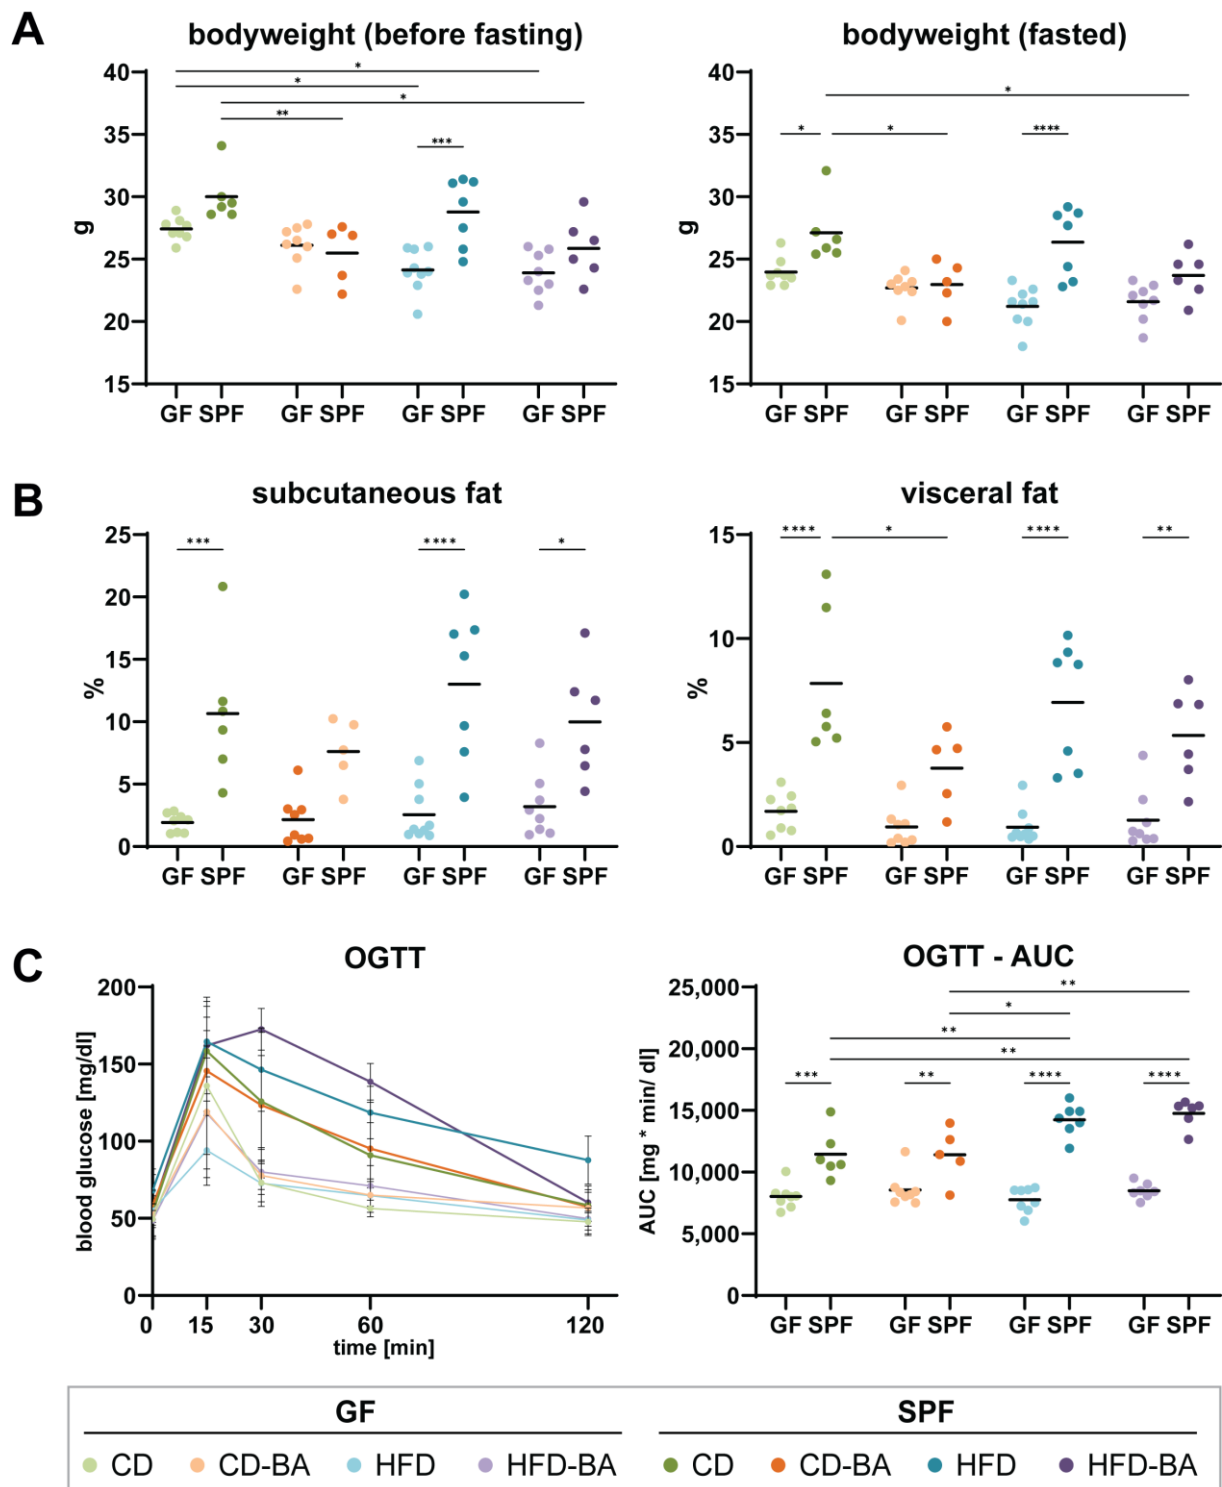 A
bodyweight (before fasting)
bodyweight (fasted)
40
35
30
25
20
15
g
* * * ** ***
GF SPF GF SPF GF SPF GF SPF
40
35
30
25
20
15
g
* * * ****
GF SPF GF SPF GF SPF GF SPF
B
subcutaneous fat
visceral fat
25
20
15
10
5
0
%
*** **** *
GF SPF GF SPF GF SPF GF SPF
15
10
5
0
%
**** * **** **
GF SPF GF SPF GF SPF GF SPF
C
OGTT
OGTT - AUC
200
150
100
50
0
blood glucose [mg/dl]
0 15 30 60 120
time [min]
25,000
20,000
15,000
10,000
5,000
0
AUC [mg * min/ dl]
** * ** **
*** ** **** ****
GF SPF GF SPF GF SPF GF SPF
GF SPF
CD CD-BA HFD HFD-BA CD CD-BA HFD HFD-BA